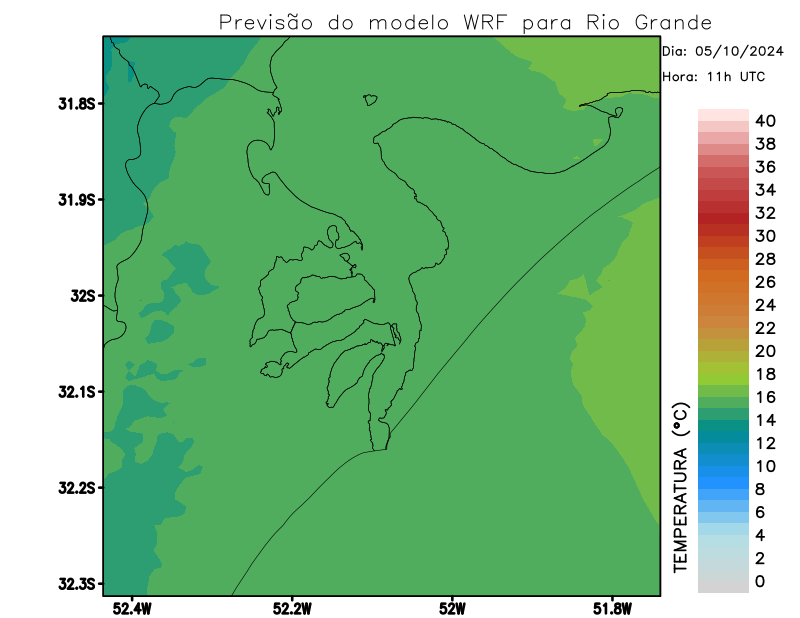 Previsão do modelo WRF para Rio Grande
Dia: 05/10/2024
Hora: 11h UTC
31.8S
31.9S
32S
32.1S
32.2S
32.3S
52.4W
52.2W
52W
51.8W
TEMPERATURA (°C)
40
38
36
34
32
30
28
26
24
22
20
18
16
14
12
10
8
6
4
2
0